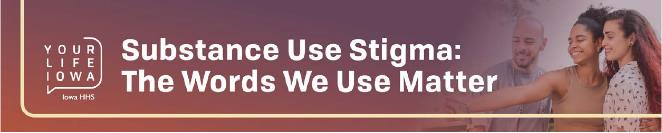 YOUR
LIFE
IOWA
Iowa HHS
Substance Use Stigma:
The Words We Use Matter